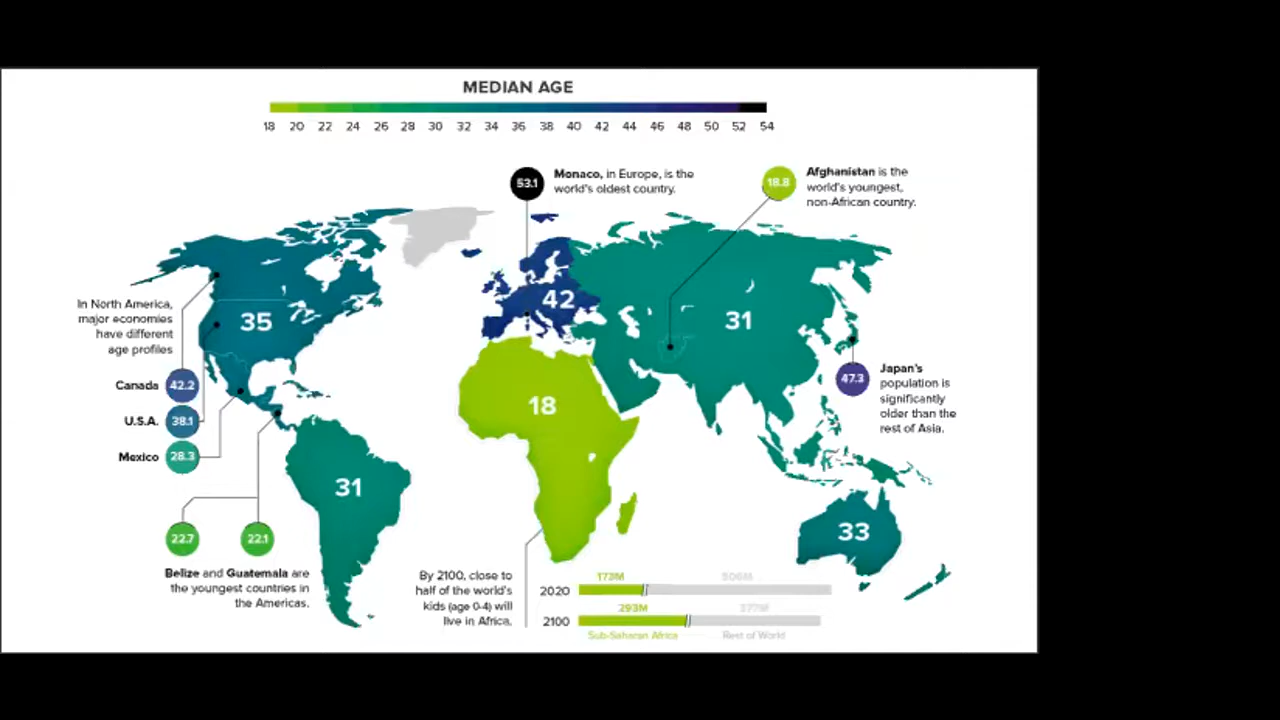 MEDIAN AGE
18 20 22 24 26 28 30 32 34 36 38 40 42 44 46 48 50 52 54
53.1
Monaco, in Europe, is the
world's oldest country.
18.8
Afghanistan is the
world's youngest,
non-African country.
In North America,
major economies
have different
age profiles
Canada 42.2
U.S.A. 38.1
Mexico 28.3
35
42
31
18
31
33
47.3
Japan's
population is
significantly
older than the
rest of Asia.
22.7
22.1
Belize and Guatemala are
the youngest countries in
the Americas.
By 2100, close to
half of the world's
kids (age 0-4) will
live in Africa.
173M 506M
2020
293M 377M
2100
Sub-Saharan Africa Rest of World